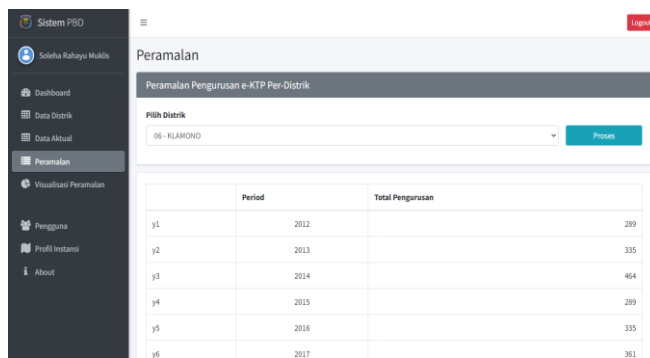 Sistem PBD
Logout
Soleha Rahayu Muklis
Dashboard
Data Distrik
Data Aktual
Peramalan
Visualisasi Peramalan
Pengguna
Profil Instansi
About
Peramalan
Peramalan Pengurusan e-KTP Per-Distrik
Pilih Distrik
06 - KLAMONO
Proses
Period Total Pengurusan
y1 2012 289
y2 2013 335
y3 2014 464
y4 2015 289
y5 2016 335
y6 2017 361